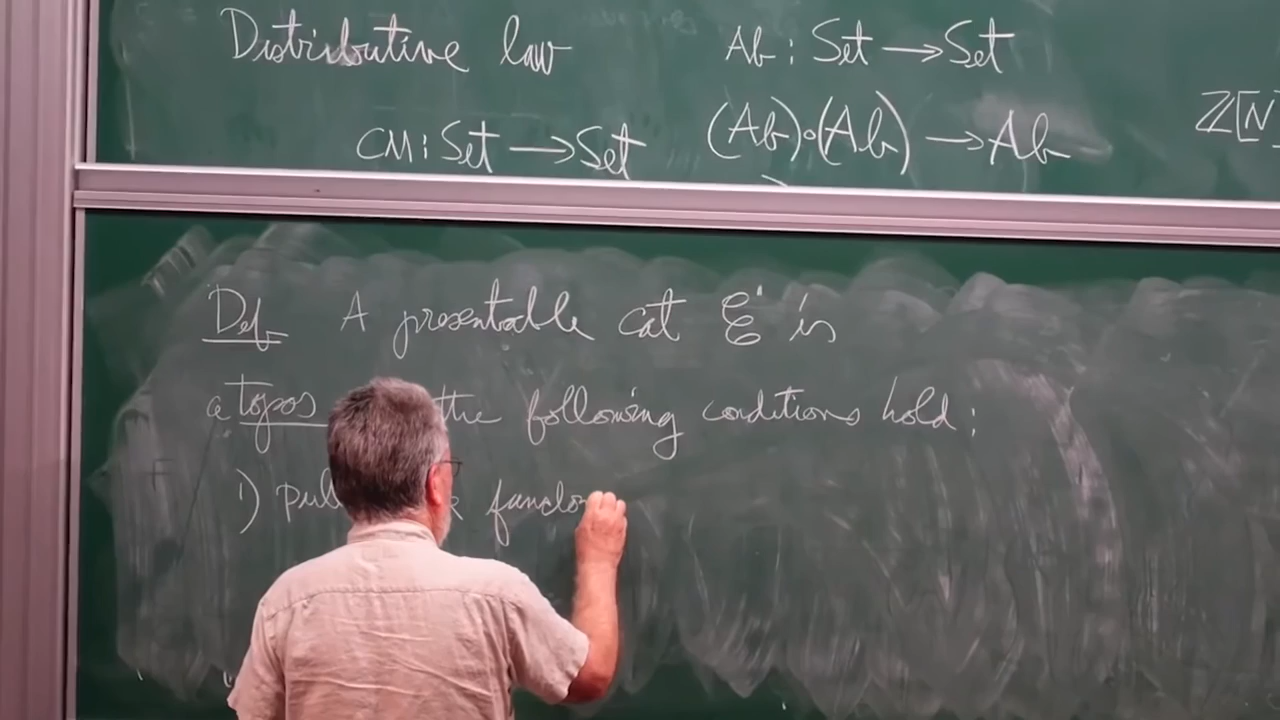 Distributive law Ab : Set → Set
CM : Set → Set (Ab)∘(Ab) → Ab ℤ[N]
Def A presentable cat ℰ is
a topos the following conditions hold:
1)